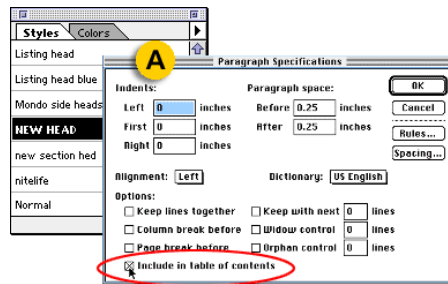 Styles Colors
Listing head
Listing head blue
Mondo side heads
NEW HEAD
new section hed
nitelife
Normal
A
Paragraph Specifications
Indents: Paragraph space:
Left 0 inches Before 0.25 inches
First 0 inches After 0.25 inches
Right 0 inches
OK
Cancel
Rules...
Spacing...
Alignment: Left Dictionary: US English
Options:
Keep lines together Keep with next 0 lines
Column break before Widow control 0 lines
Page break before Orphan control 0 lines
Include in table of contents